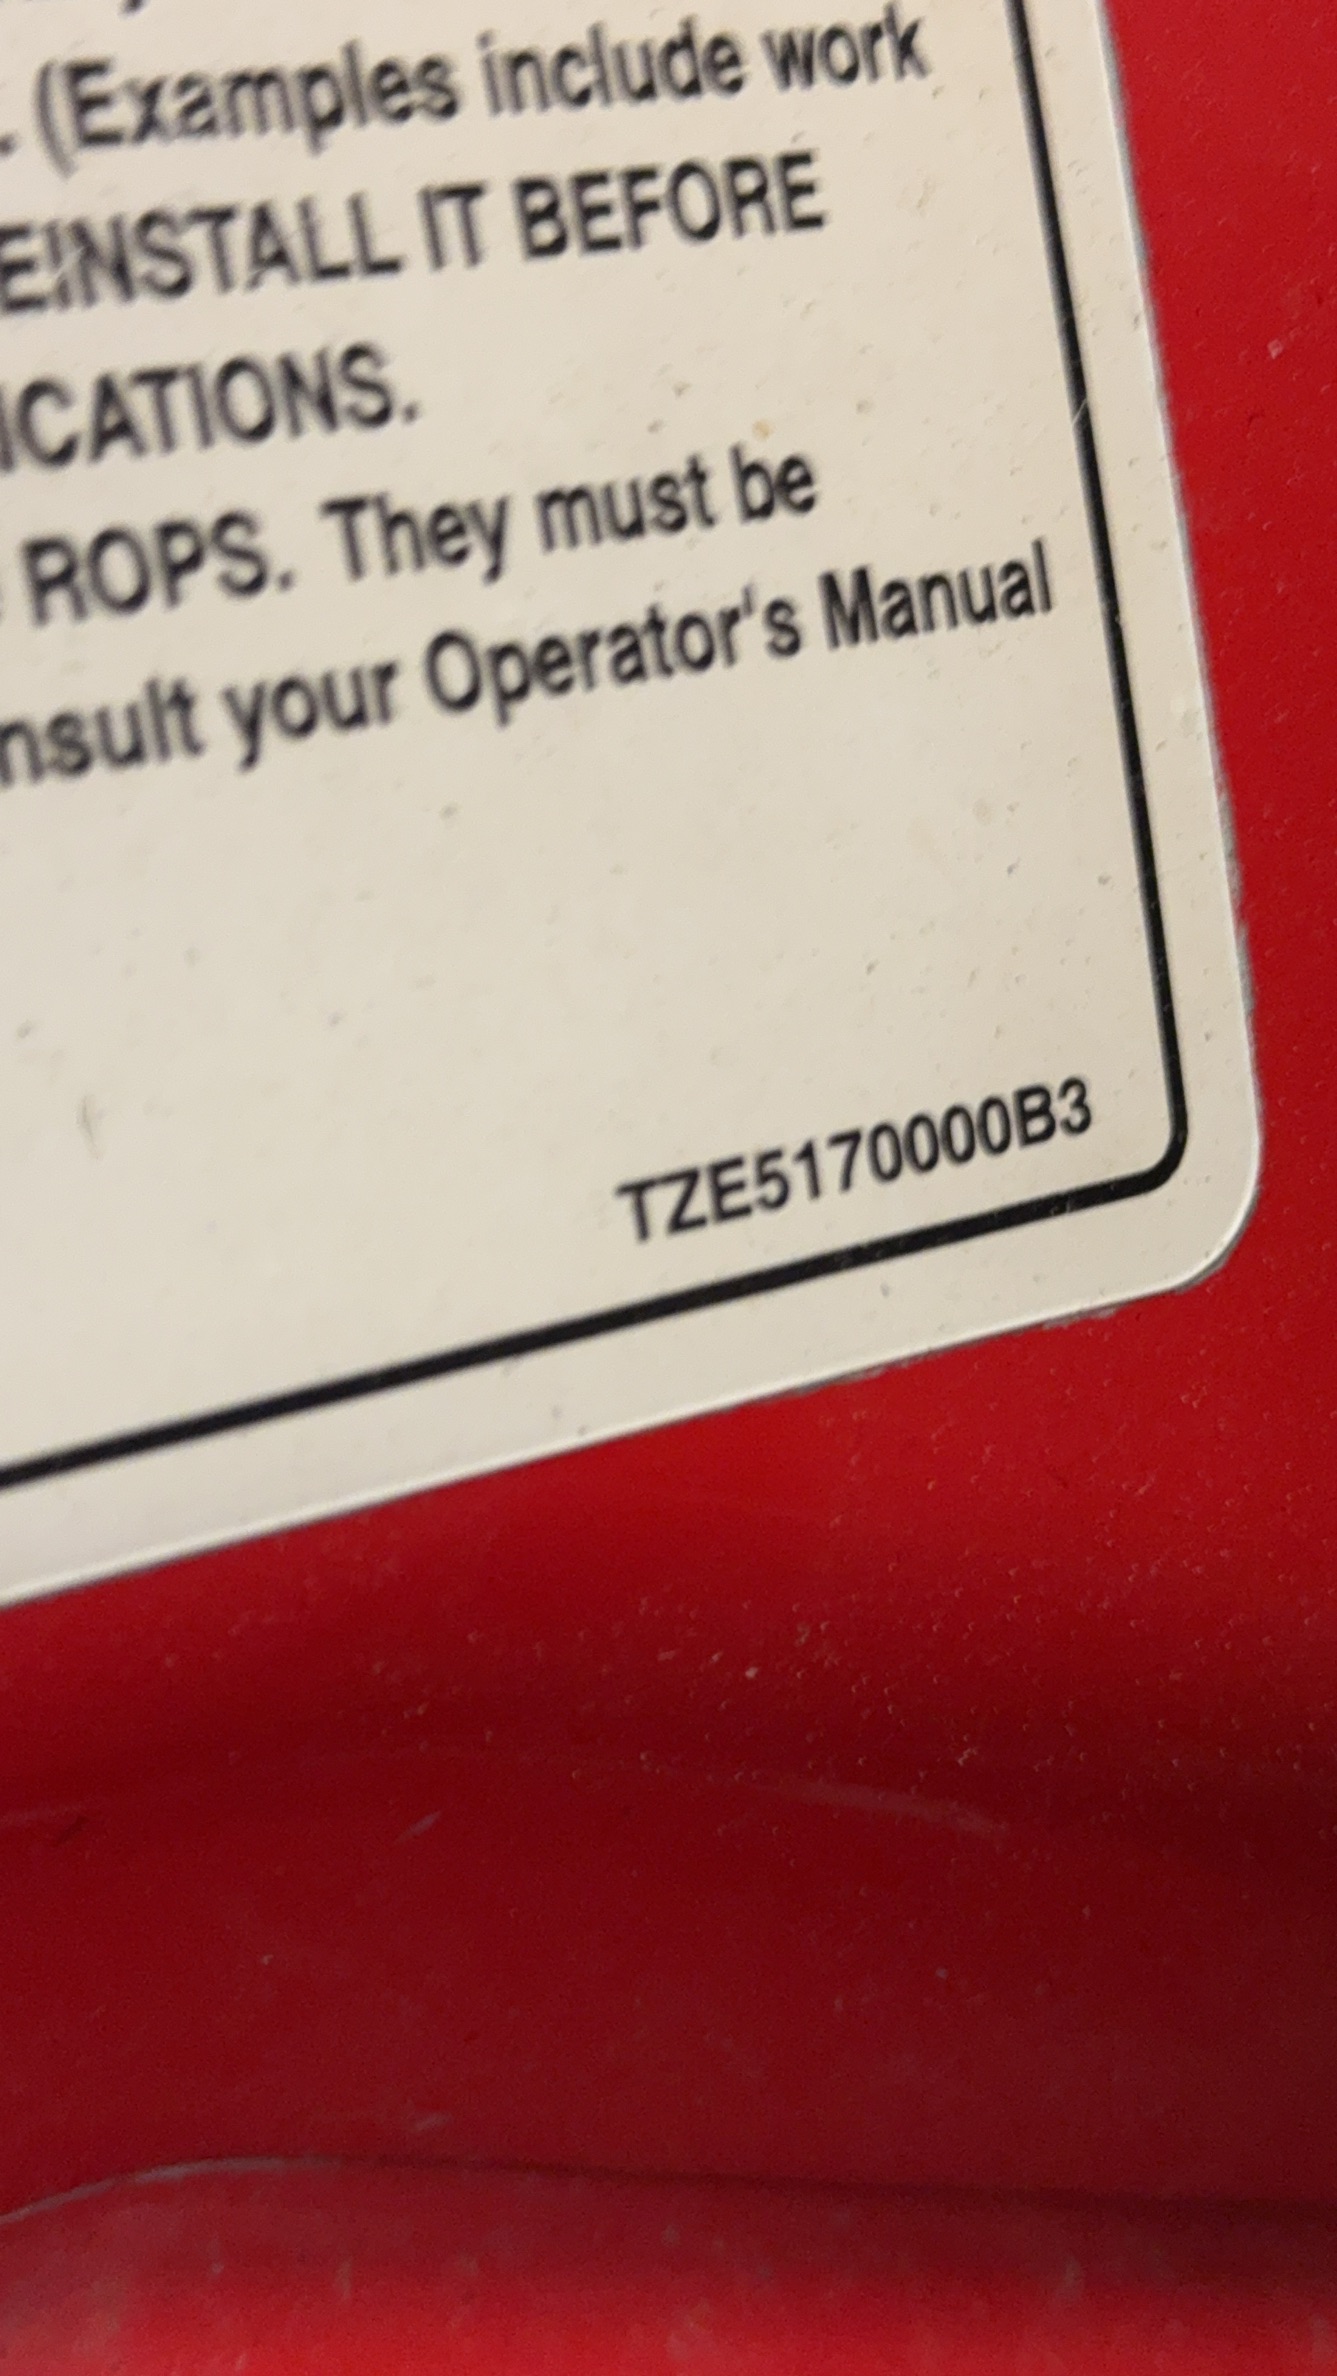 . (Examples include work
EINSTALL IT BEFORE
ICATIONS.
ROPS. They must be
nsult your Operator's Manual
TZE5170000B3